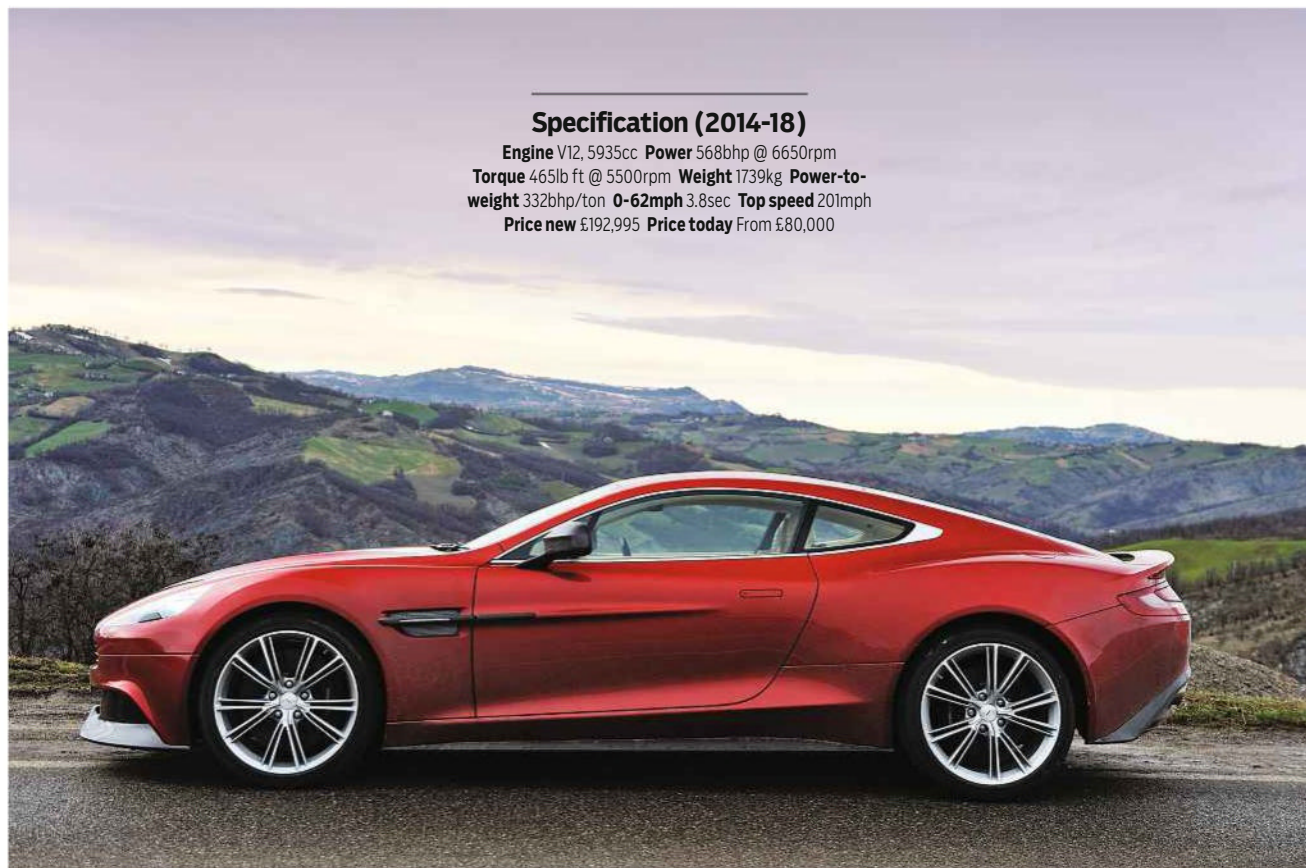 Specification (2014-18)
Engine V12, 5935cc Power 568bhp @ 6650rpm
Torque 465lb ft @ 5500rpm Weight 1739kg Power-to-
weight 332bhp/ton 0-62mph 3.8sec Top speed 201mph
Price new £192,995 Price today From £80,000